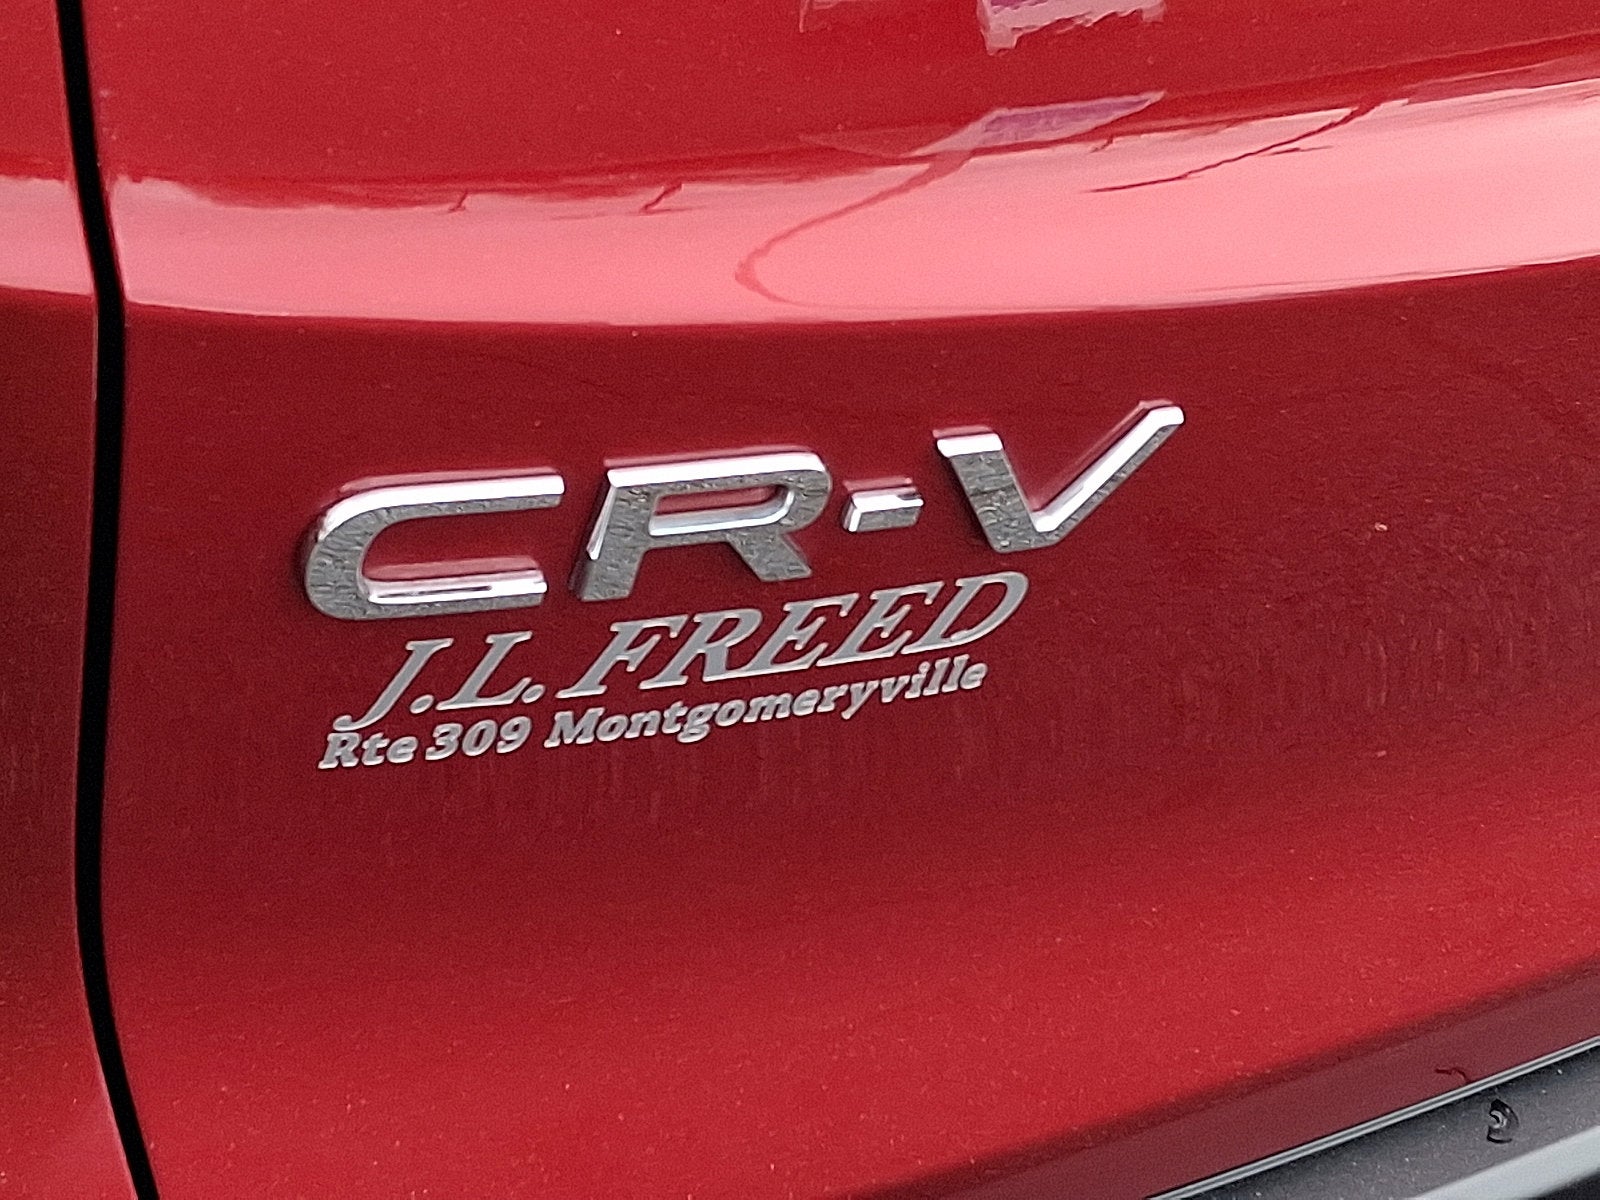 CR-V
J.L. FREED
Rte 309 Montgomeryville